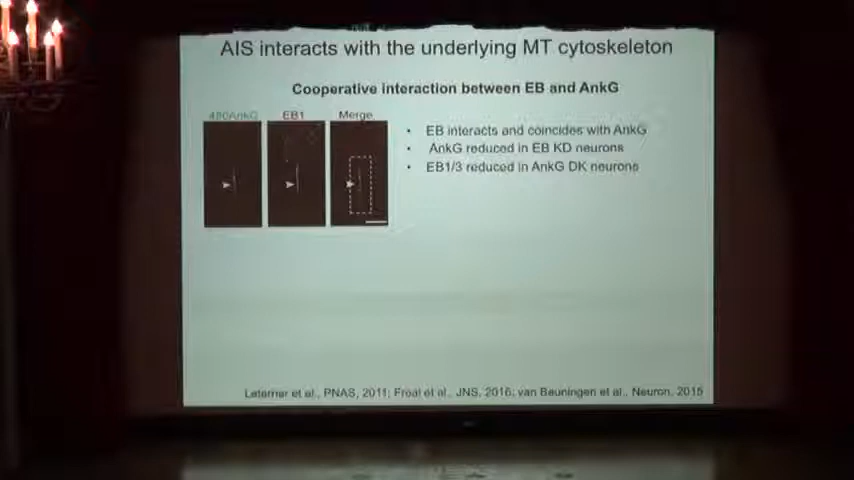 AIS interacts with the underlying MT cytoskeleton
Cooperative interaction between EB and AnkG
480AnkG EB1 Merge
• EB interacts and coincides with AnkG
• AnkG reduced in EB KD neurons
• EB1/3 reduced in AnkG DK neurons
Leterrier et al., PNAS, 2011; Freal et al., JNS, 2016; van Beuningen et al., Neuron, 2015